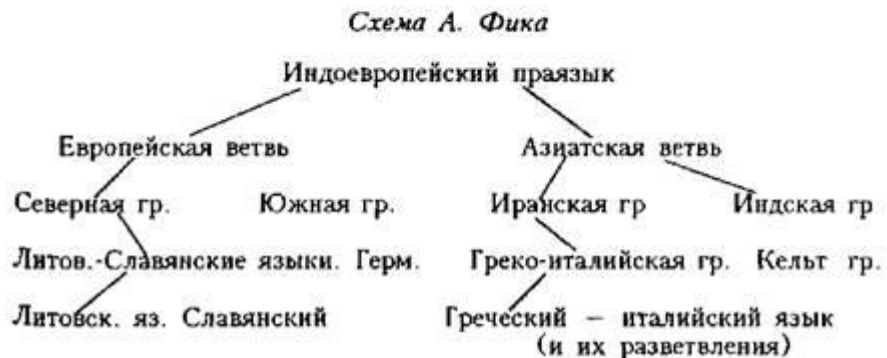 Схема А. Фика
Индоевропейский праязык
Европейская ветвь Азиатская ветвь
Северная гр. Южная гр. Иранская гр Индская гр
Литов.-Славянские языки. Герм. Греко-италийская гр. Кельт гр.
Литовск. яз. Славянский Греческий – италийский язык
(и их разветвления)